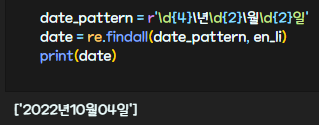 date_pattern = r'\d{4}\년\d{2}\월\d{2}일'
date = re.findall(date_pattern, en_li)
print(date)
['2022년10월04일']